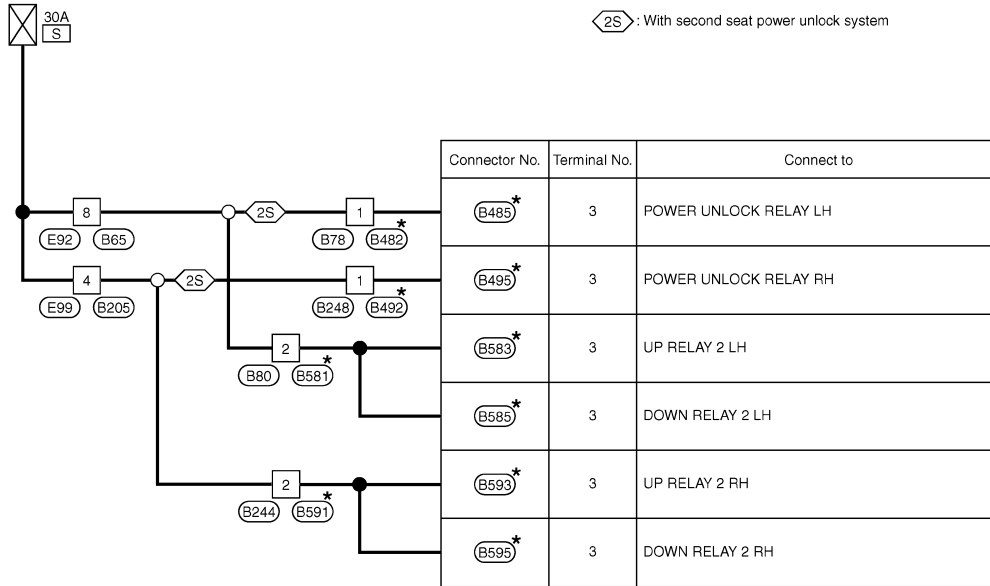 30A
S
2S : With second seat power unlock system
Connector No. Terminal No. Connect to
8 2S 1 B485* 3 POWER UNLOCK RELAY LH
E92 B65 B78 B482*
4 2S 1 B495* 3 POWER UNLOCK RELAY RH
E99 B205 B248 B492*
2 B583* 3 UP RELAY 2 LH
B80 B581*
B585* 3 DOWN RELAY 2 LH
2 B593* 3 UP RELAY 2 RH
B244 B591*
B595* 3 DOWN RELAY 2 RH